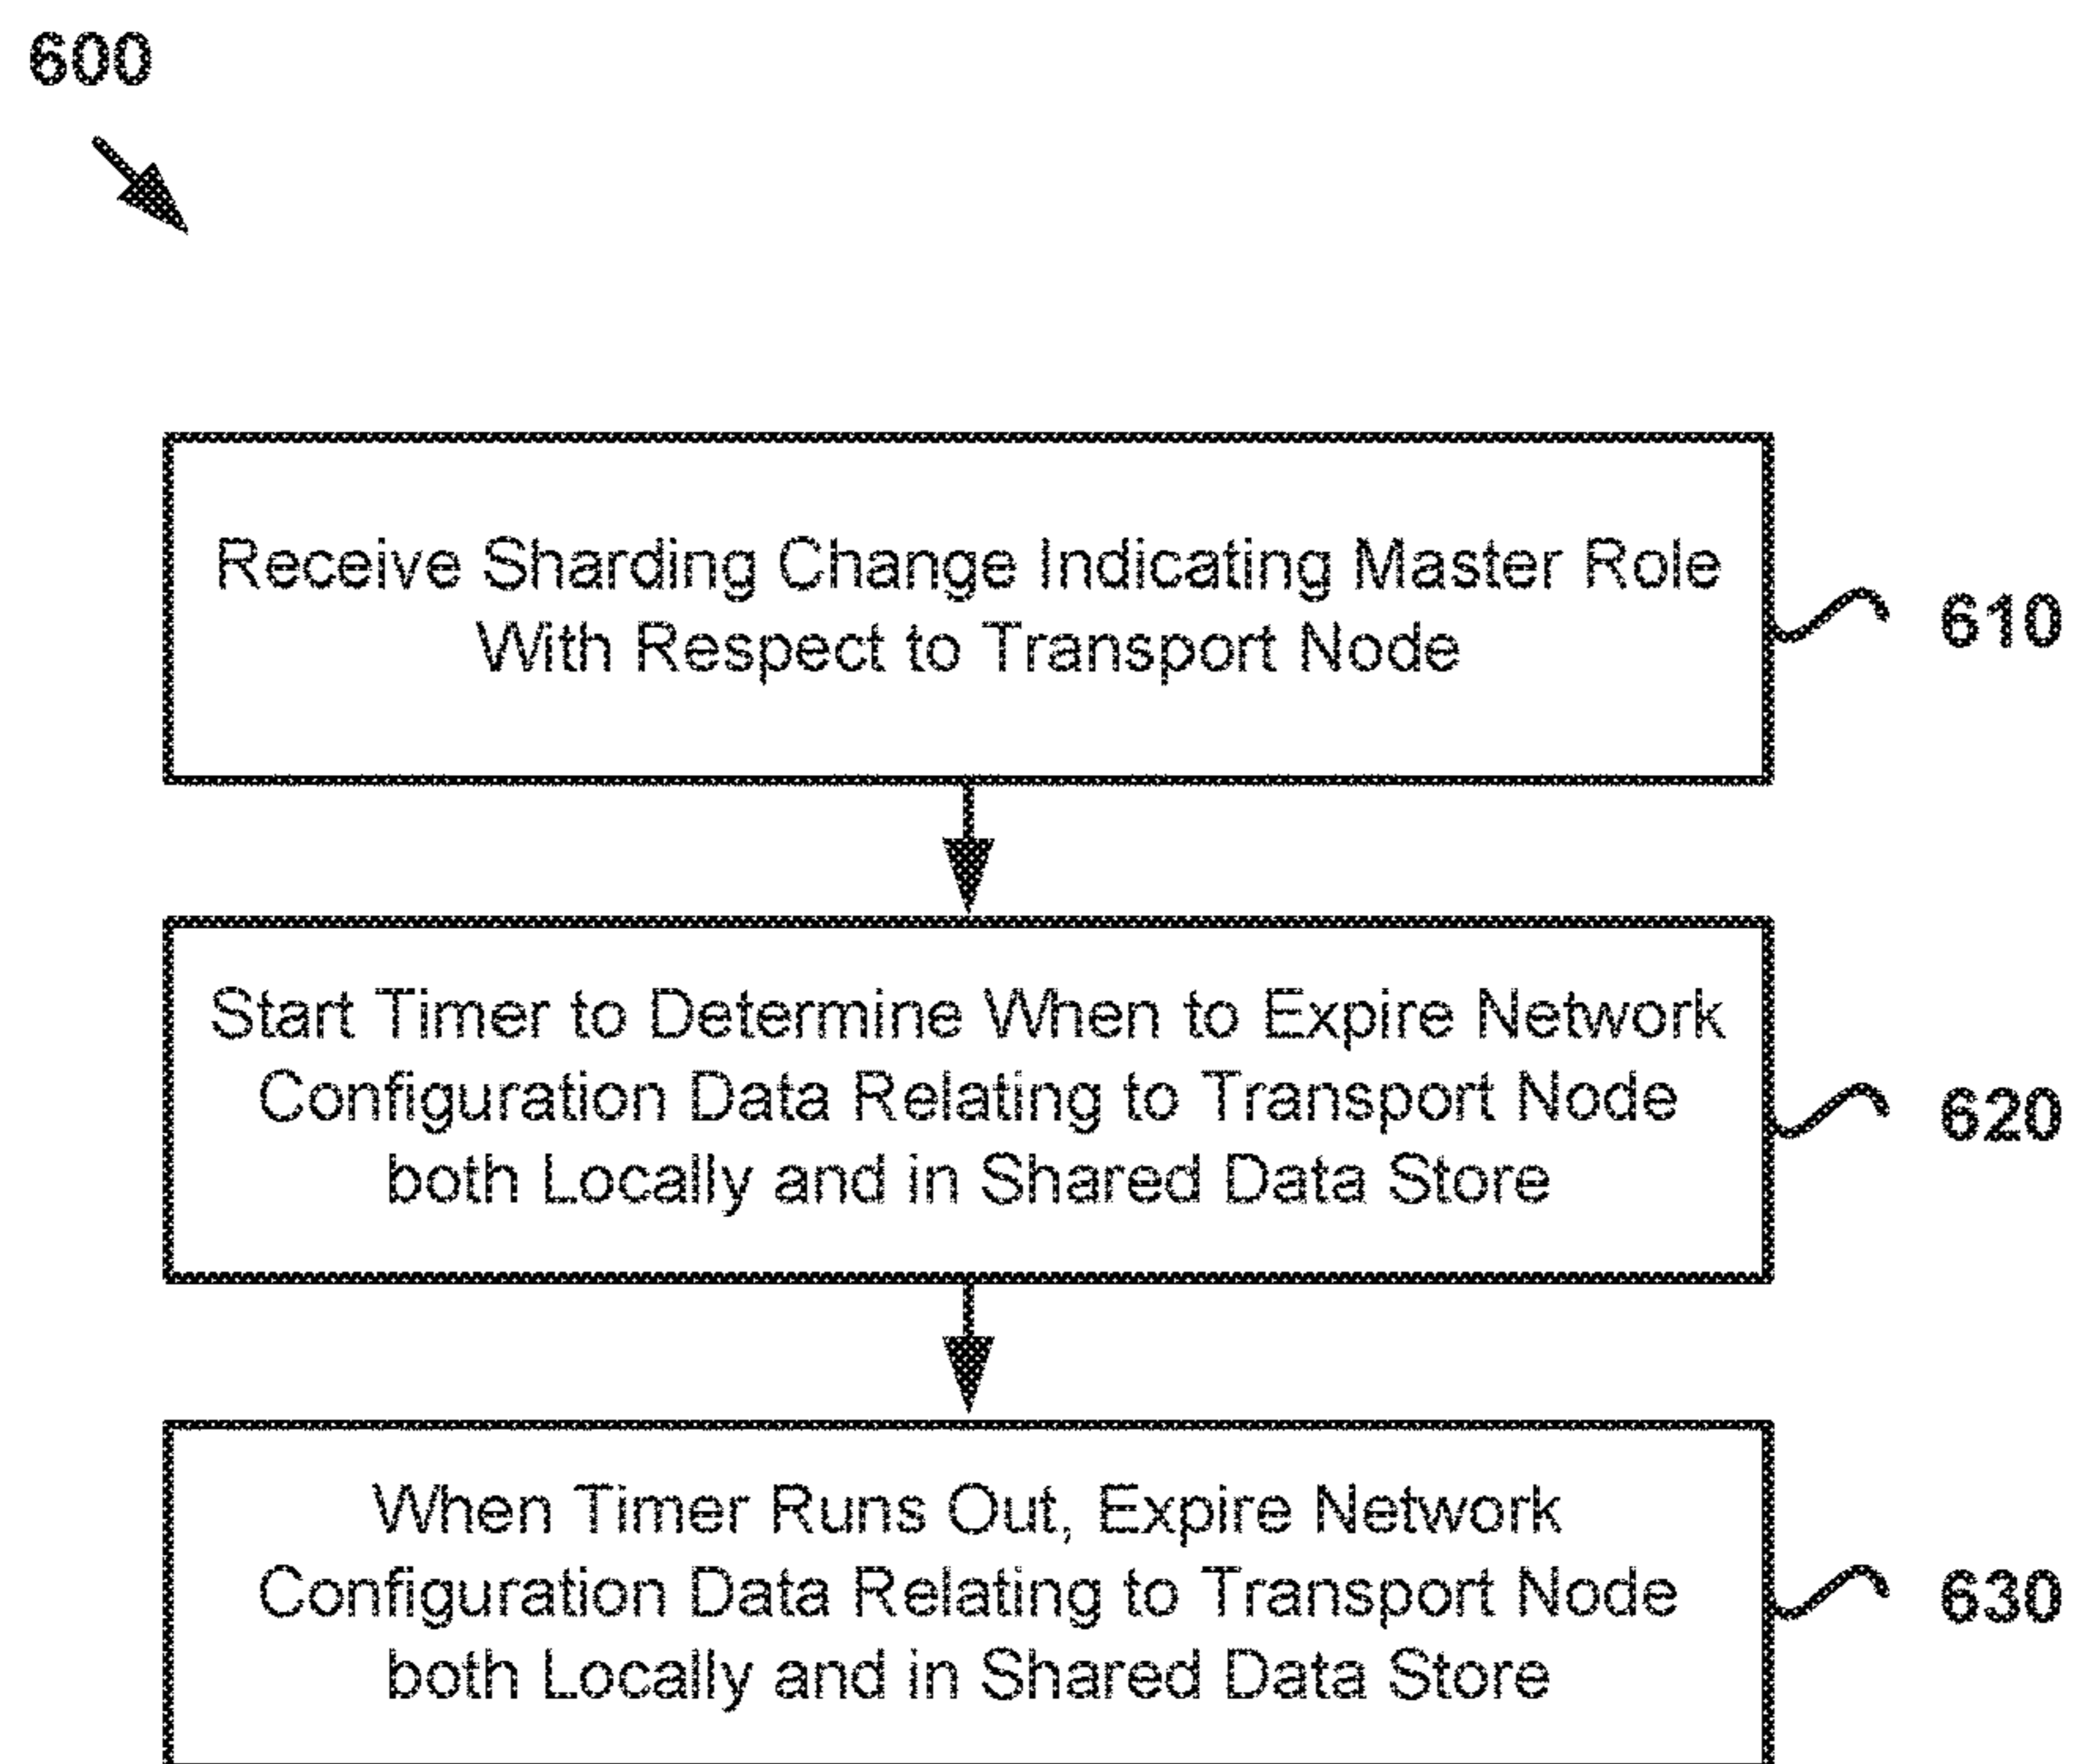 600
Receive Sharding Change Indicating Master Role
With Respect to Transport Node
610
Start Timer to Determine When to Expire Network
Configuration Data Relating to Transport Node
both Locally and in Shared Data Store
620
When Timer Runs Out, Expire Network
Configuration Data Relating to Transport Node
both Locally and in Shared Data Store
630